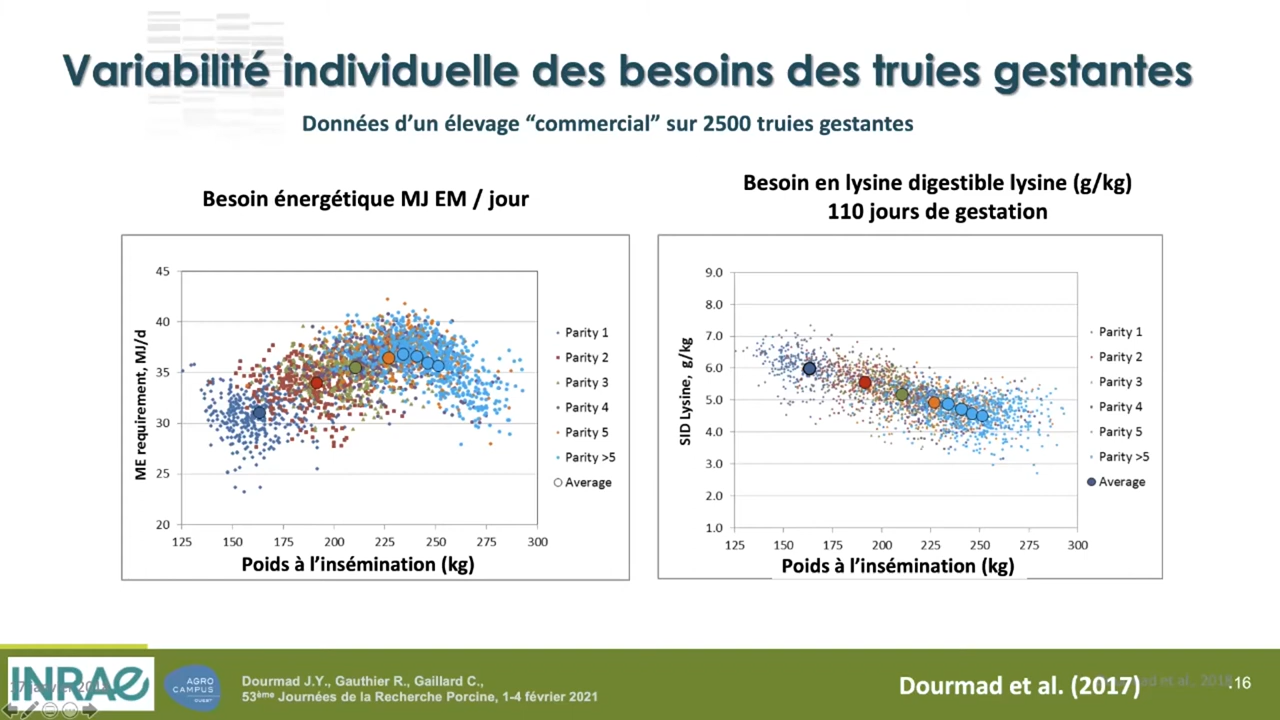 Variabilité individuelle des besoins des truies gestantes
Données d’un élevage “commercial” sur 2500 truies gestantes
Besoin énergétique MJ EM / jour
ME requirement, MJ/d
45
40
35
30
25
20
125 150 175 200 225 250 275 300
Poids à l’insémination (kg)
Parity 1
Parity 2
Parity 3
Parity 4
Parity 5
Parity >5
Average
Besoin en lysine digestible lysine (g/kg)
110 jours de gestation
SID Lysine, g/kg
9.0
8.0
7.0
6.0
5.0
4.0
3.0
2.0
1.0
125 150 175 200 225 250 275 300
Poids à l’insémination (kg)
Parity 1
Parity 2
Parity 3
Parity 4
Parity 5
Parity >5
Average
INRAE
AGRO
CAMPUS
OUEST
Dourmad J.Y., Gauthier R., Gaillard C.,
53ème Journées de la Recherche Porcine, 1-4 février 2021
Dourmad et al. (2017)
.16